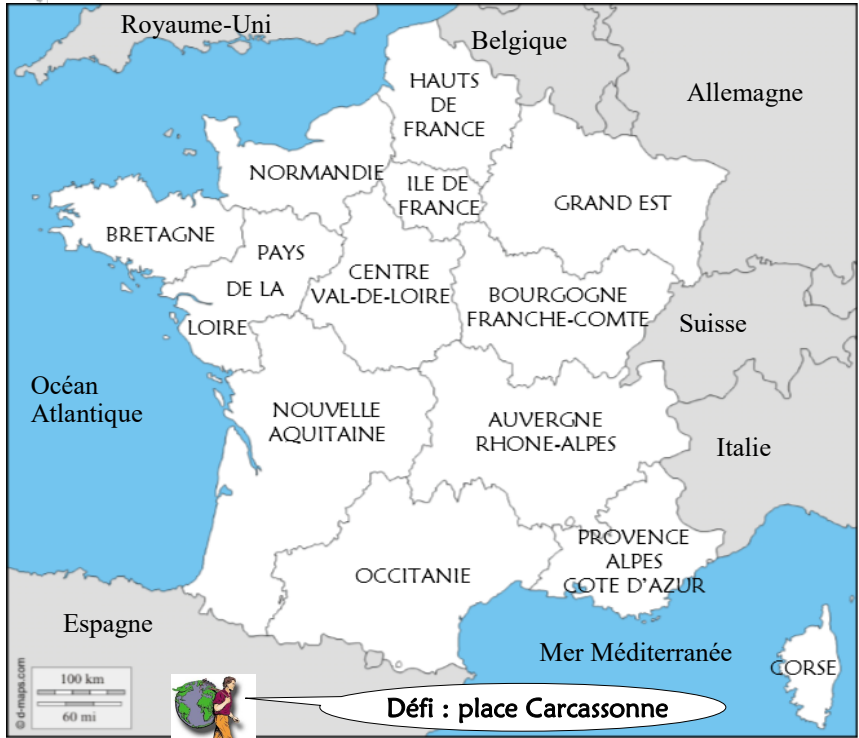 Royaume-Uni
Belgique
Allemagne
HAUTS
DE
FRANCE
NORMANDIE
ILE DE
FRANCE
GRAND EST
BRETAGNE
PAYS
DE LA
LOIRE
CENTRE
VAL-DE-LOIRE
BOURGOGNE
FRANCHE-COMTE
Suisse
Océan
Atlantique
NOUVELLE
AQUITAINE
AUVERGNE
RHONE-ALPES
Italie
PROVENCE
ALPES
COTE D'AZUR
OCCITANIE
Espagne
Mer Méditerranée
CORSE
100 km
60 mi
© d-maps.com
Défi : place Carcassonne